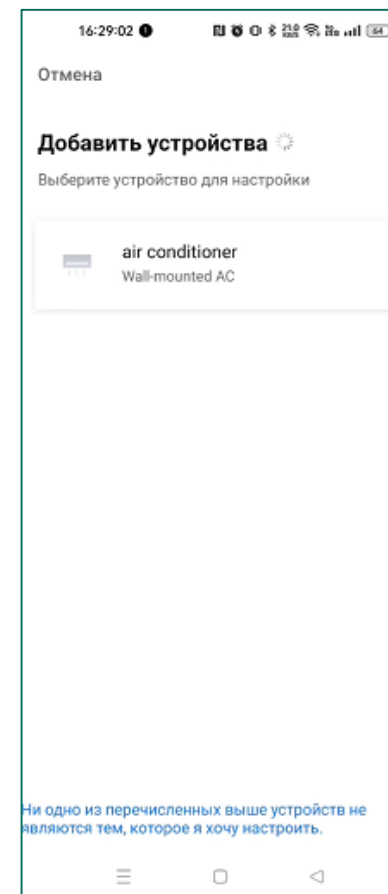 16:29:02
Отмена
Добавить устройства
Выберите устройство для настройки
air conditioner
Wall-mounted AC
Ни одно из перечисленных выше устройств не
являются тем, которое я хочу настроить.